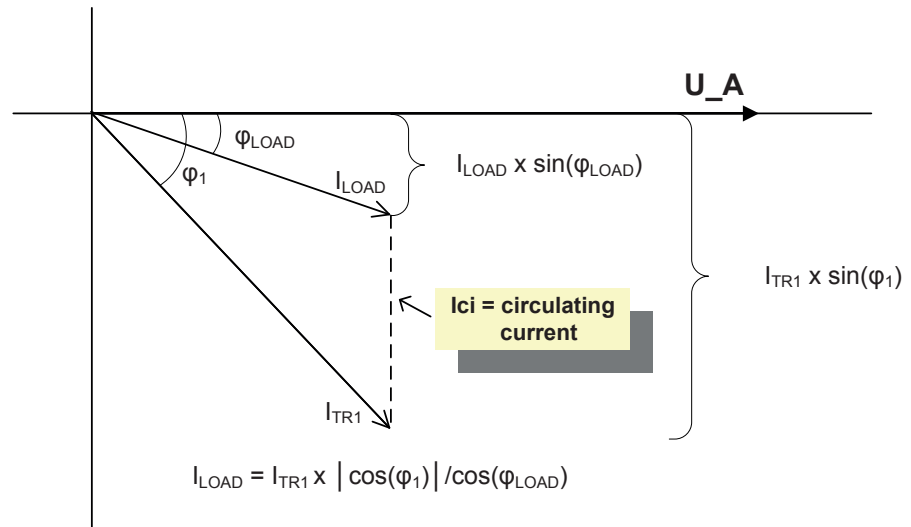 U_A
φLOAD
ILOAD x sin(φLOAD)
φ1
ILOAD
ITR1 x sin(φ1)
Ici = circulating
current
ITR1
ILOAD = ITR1 x |cos(φ1)| /cos(φLOAD)